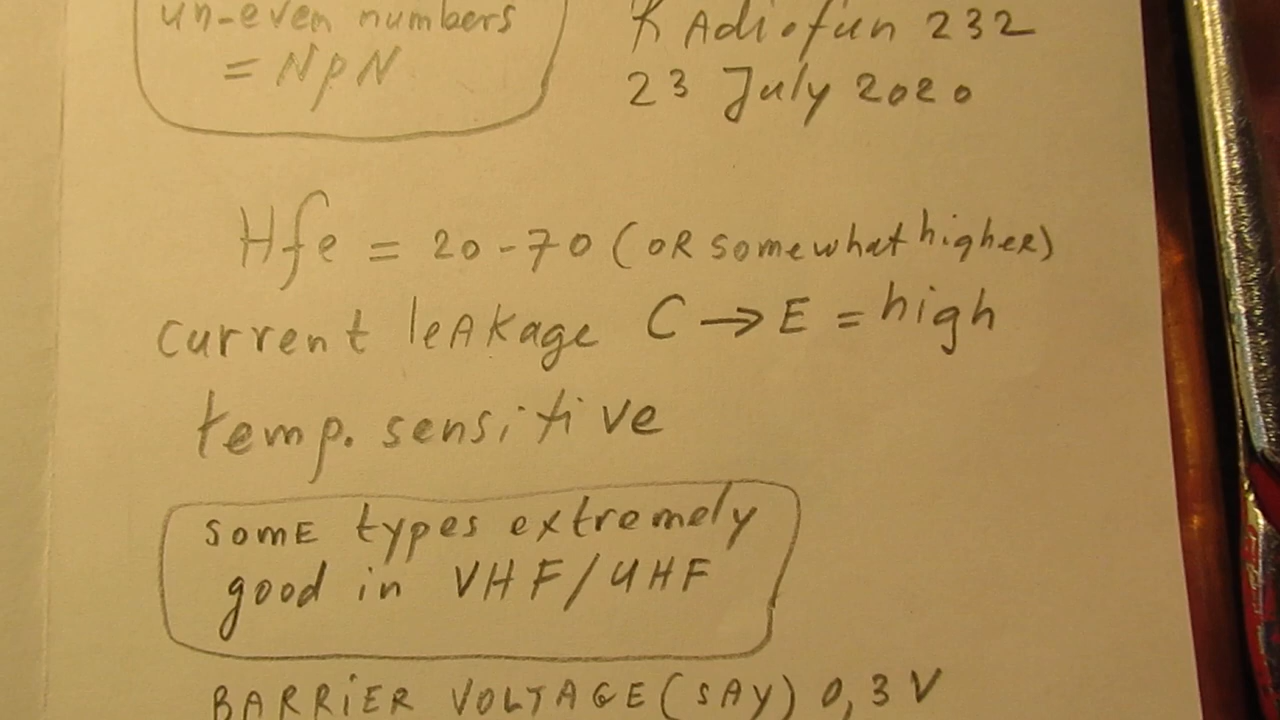 un-even numbers
= NPN
RAdiofun 232
23 July 2020
Hfe = 20-70 (OR somewhat higher)
current leakage C → E = high
temp. sensitive
some types extremely
good in VHF/UHF
BARRIER VOLTAGE (SAY) 0,3 V